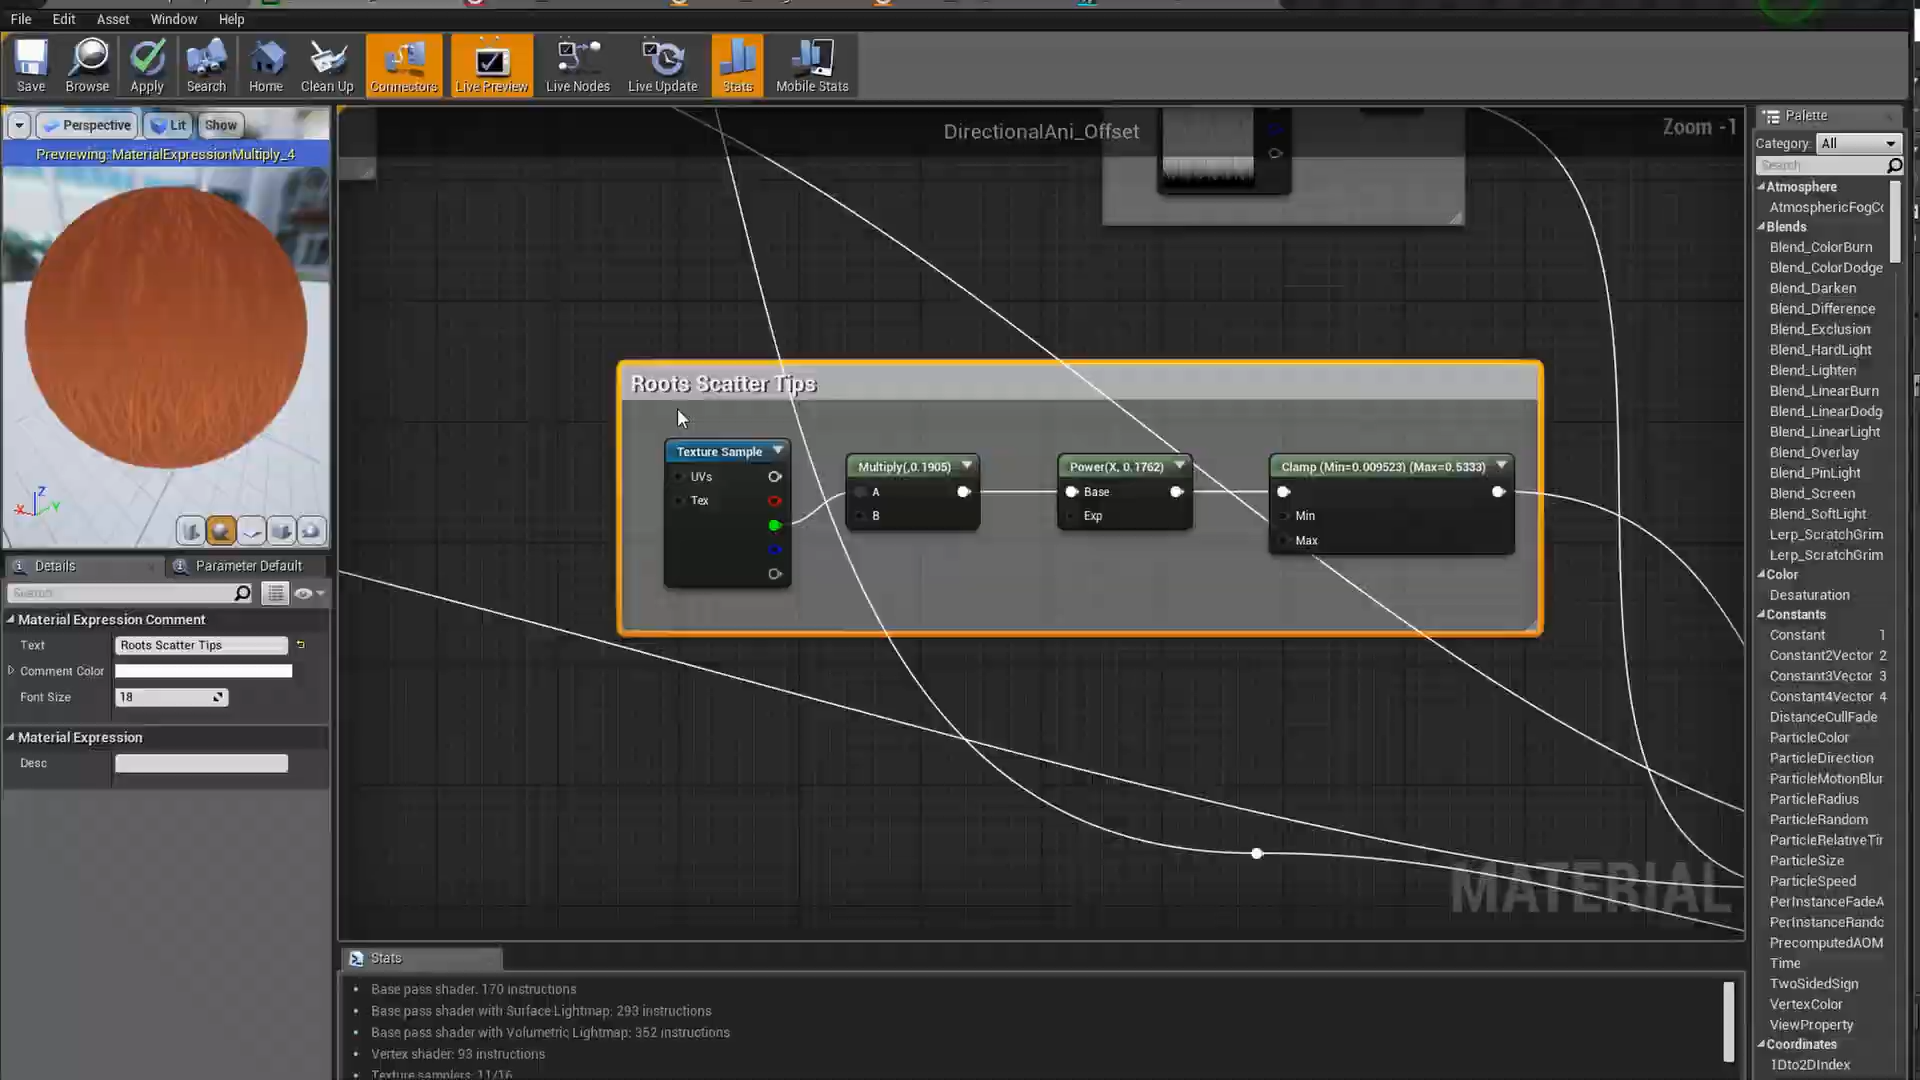 File Edit Asset Window Help
Save Browse Apply Search Home Clean Up Connectors Live Preview Live Nodes Live Update Stats Mobile Stats
Perspective Lit Show
Previewing: MaterialExpressionMultiply_4
Z
X Y
Details Parameter Default
Search
Material Expression Comment
Text Roots Scatter Tips
Comment Color
Font Size 18
Material Expression
Desc
DirectionalAni_Offset
Zoom -1
Roots Scatter Tips
Texture Sample
UVs
Tex
Multiply(,0.1905)
A
B
Power(X, 0.1762)
Base
Exp
Clamp (Min=0.009523) (Max=0.5333)
Min
Max
MATERIAL
Stats
• Base pass shader: 170 instructions
• Base pass shader with Surface Lightmap: 293 instructions
• Base pass shader with Volumetric Lightmap: 352 instructions
• Vertex shader: 93 instructions
• Texture samplers: 11/16
Palette
Category: All
Search
Atmosphere
AtmosphericFogCo
Blends
Blend_ColorBurn
Blend_ColorDodge
Blend_Darken
Blend_Difference
Blend_Exclusion
Blend_HardLight
Blend_Lighten
Blend_LinearBurn
Blend_LinearDodg
Blend_LinearLight
Blend_Overlay
Blend_PinLight
Blend_Screen
Blend_SoftLight
Lerp_ScratchGrim
Lerp_ScratchGrim
Color
Desaturation
Constants
Constant 1
Constant2Vector 2
Constant3Vector 3
Constant4Vector 4
DistanceCullFade
ParticleColor
ParticleDirection
ParticleMotionBlur
ParticleRadius
ParticleRandom
ParticleRelativeTir
ParticleSize
ParticleSpeed
PerInstanceFadeA
PerInstanceRando
PrecomputedAOM
Time
TwoSidedSign
VertexColor
ViewProperty
Coordinates
1Dto2DIndex